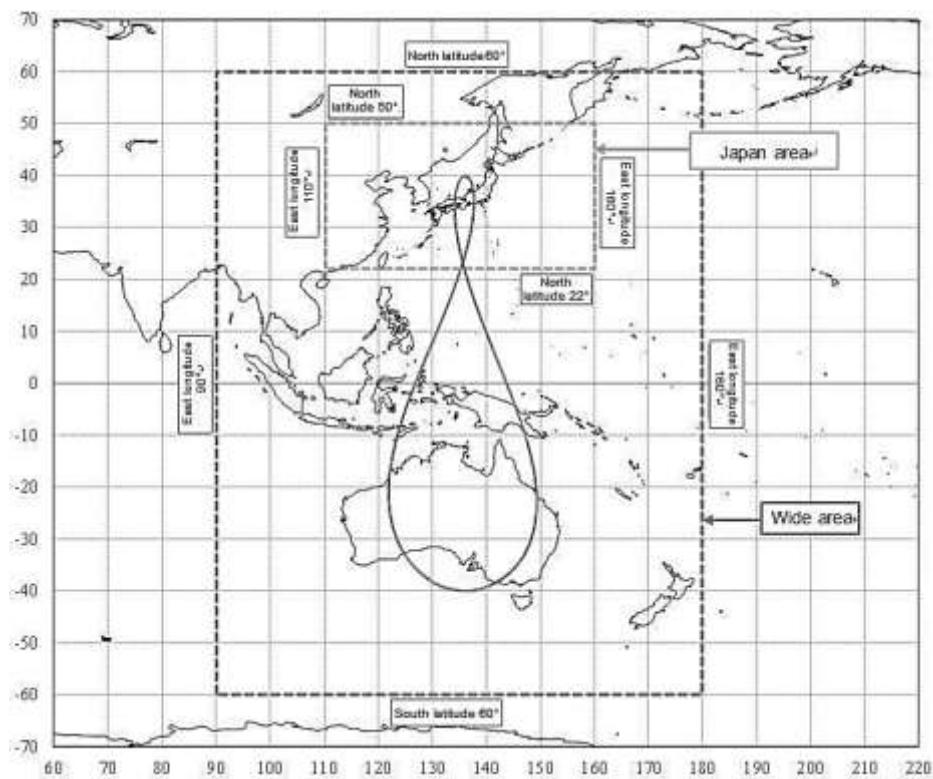 70
60
50
40
30
20
10
0
-10
-20
-30
-40
-50
-60
-70
60 70 80 90 100 110 120 130 140 150 160 170 180 190 200 210 220
North latitude 60°
North
latitude 50°
East longitude
110°↵
East longitude
160°↵
Japan area↵
North
latitude 22°
East longitude
90°↵
East longitude
180°↵
Wide area↵
South latitude 60°